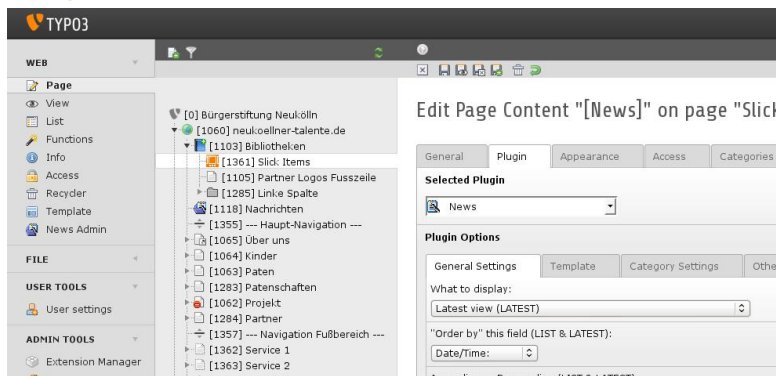 TYPO3
WEB
Page
View
List
Functions
Info
Access
Recycler
Template
News Admin
FILE
USER TOOLS
User settings
ADMIN TOOLS
Extension Manager
[0] Bürgerstiftung Neukölln
[1060] neukoellner-talente.de
[1103] Bibliotheken
[1361] Slick Items
[1105] Partner Logos Fusszeile
[1285] Linke Spalte
[1118] Nachrichten
[1355] --- Haupt-Navigation ---
[1065] Über uns
[1064] Kinder
[1063] Paten
[1283] Patenschaften
[1062] Projekt
[1284] Partner
[1357] --- Navigation Fußbereich ---
[1362] Service 1
[1363] Service 2
Edit Page Content "[News]" on page "Slick
General Plugin Appearance Access Categories
Selected Plugin
News
Plugin Options
General Settings Template Category Settings Othe
What to display:
Latest view (LATEST)
"Order by" this field (LIST & LATEST):
Date/Time: